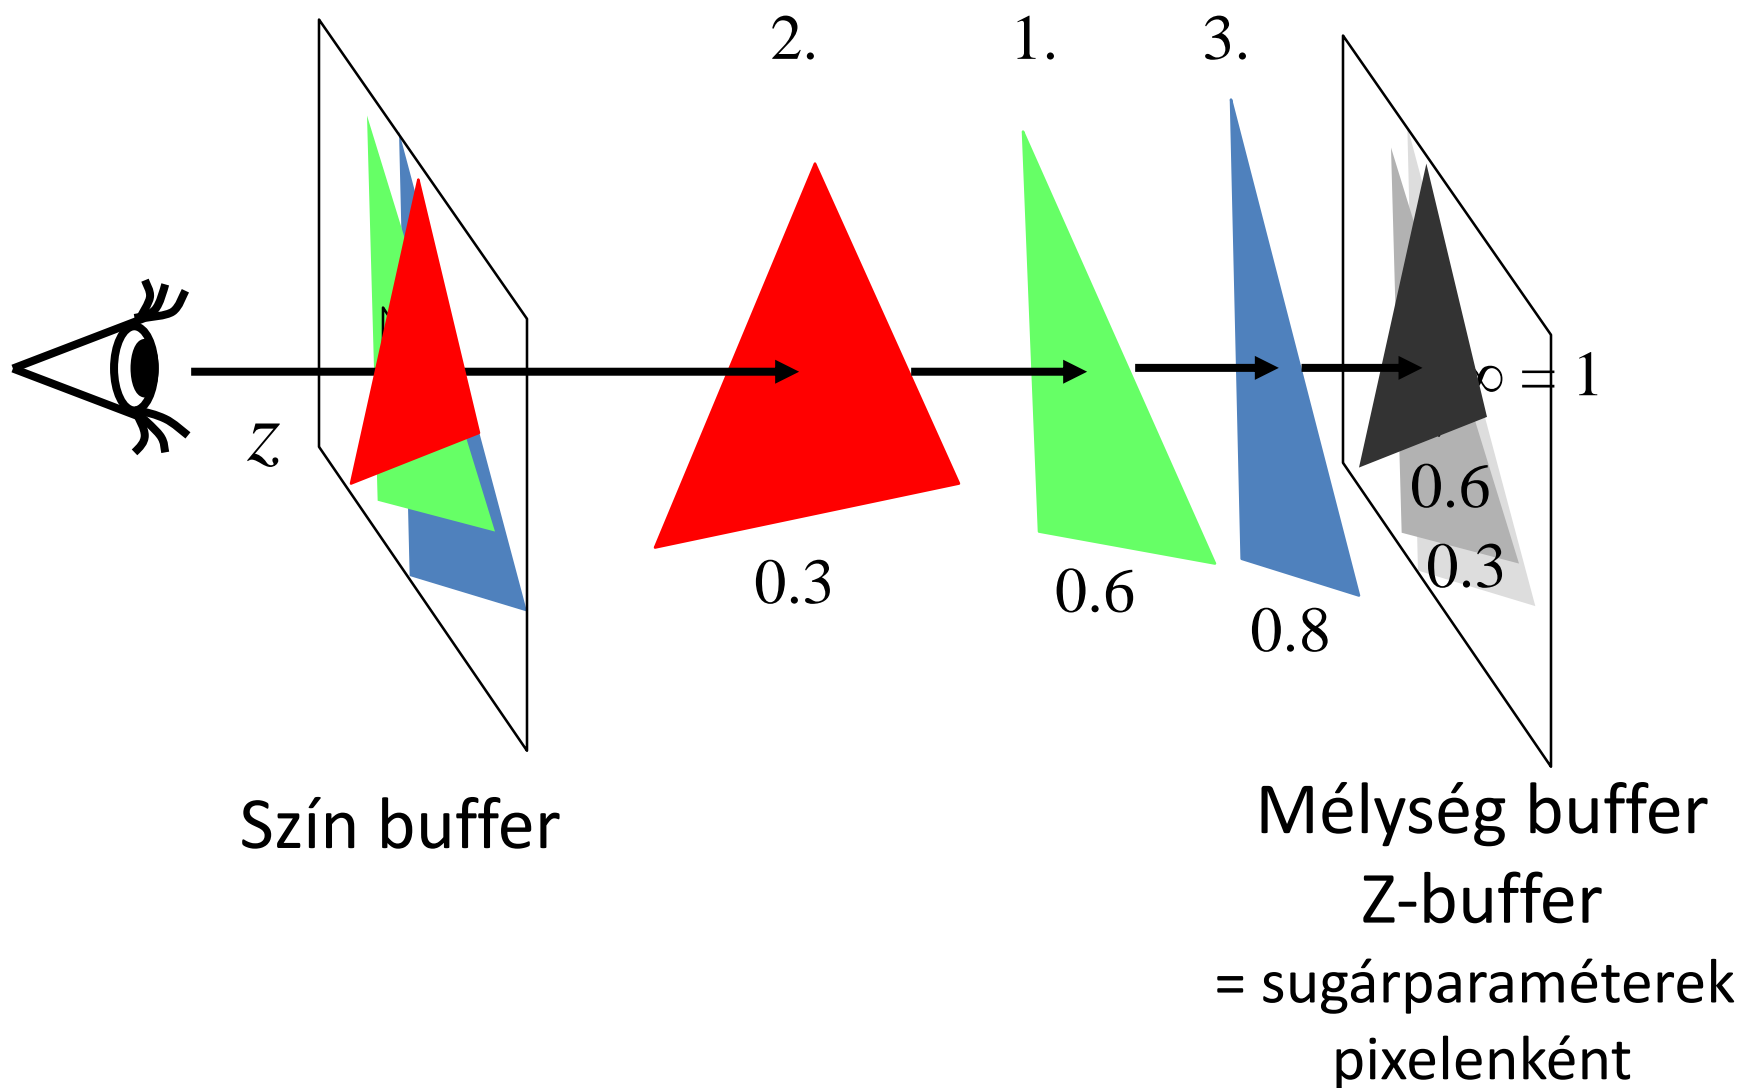 2.
1.
3.
∞ = 1
z
0.6
0.3
0.3
0.6
0.8
Szín buffer
Mélység buffer
Z-buffer
= sugárparaméterek
pixelenként